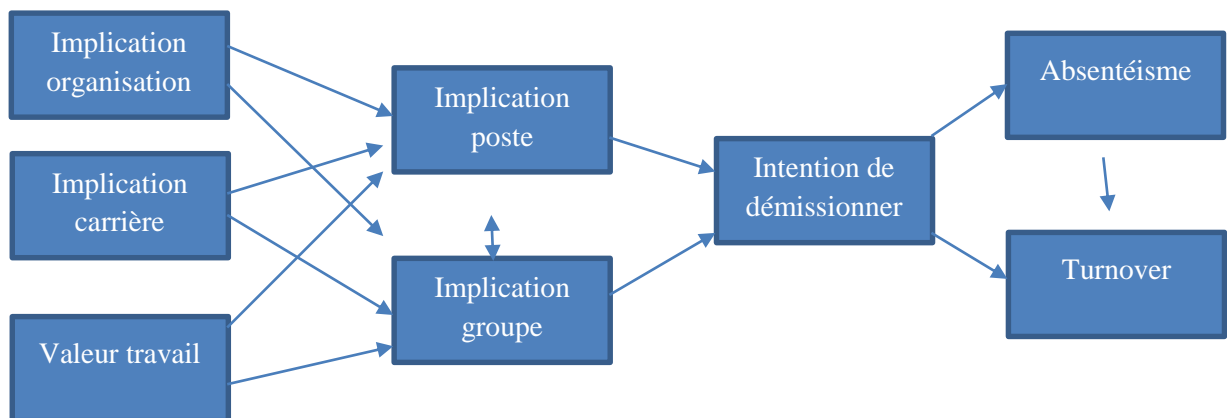 Implication
organisation
Implication
carrière
Valeur travail
Implication
poste
Implication
groupe
Intention de
démissionner
Absentéisme
Turnover